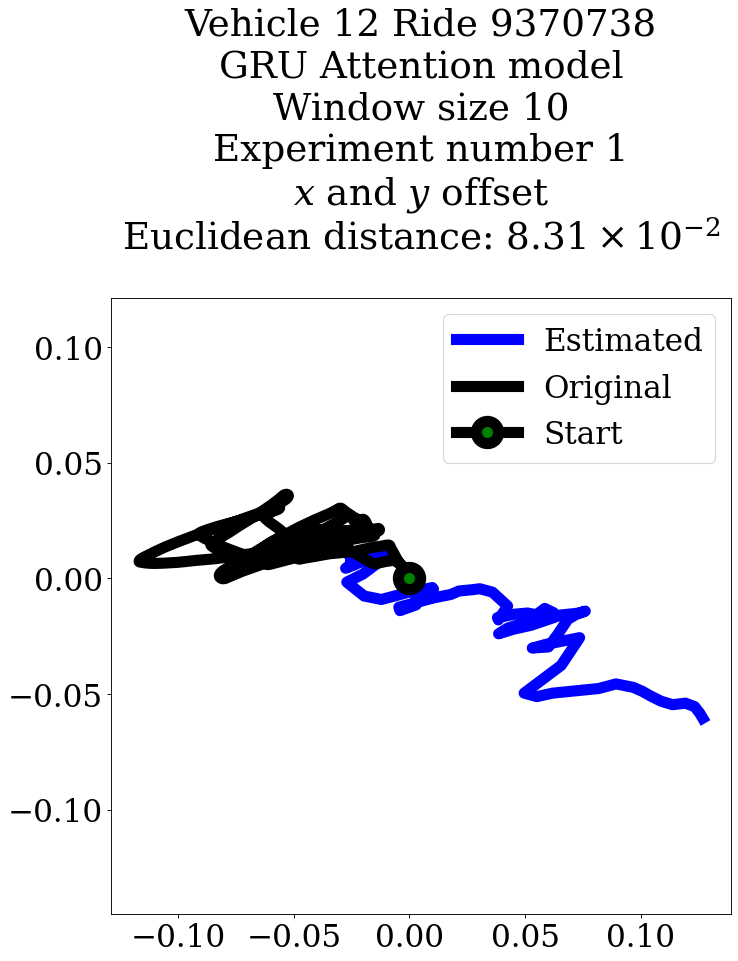 Vehicle 12 Ride 9370738
GRU Attention model
Window size 10
Experiment number 1
x and y offset
Euclidean distance: 8.31 × 10⁻²
Estimated
Original
Start
0.10
0.05
0.00
−0.05
−0.10
−0.10 −0.05 0.00 0.05 0.10